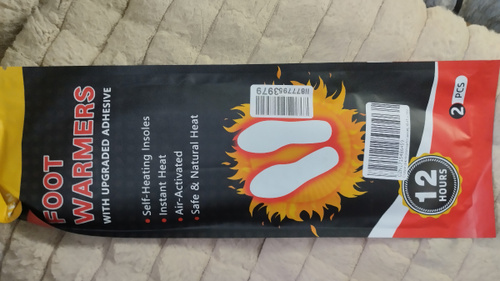 FOOT
WARMERS
WITH UPGRADED ADHESIVE
• Self-Heating Insoles
• Instant Heat
• Air-Activated
• Safe & Natural Heat
12
HOURS
2 PCS